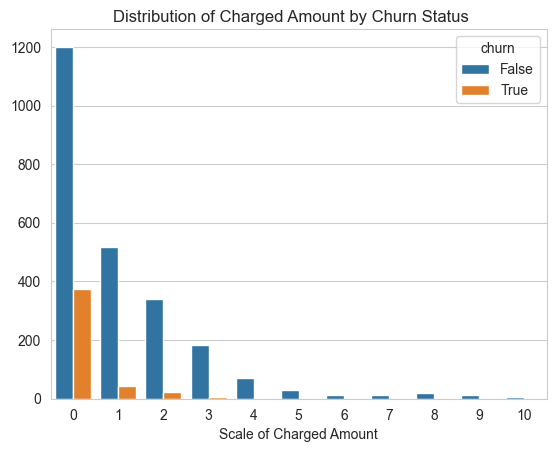 Distribution of Charged Amount by Churn Status
churn
False
True
1200
1000
800
600
400
200
0
0 1 2 3 4 5 6 7 8 9 10
Scale of Charged Amount